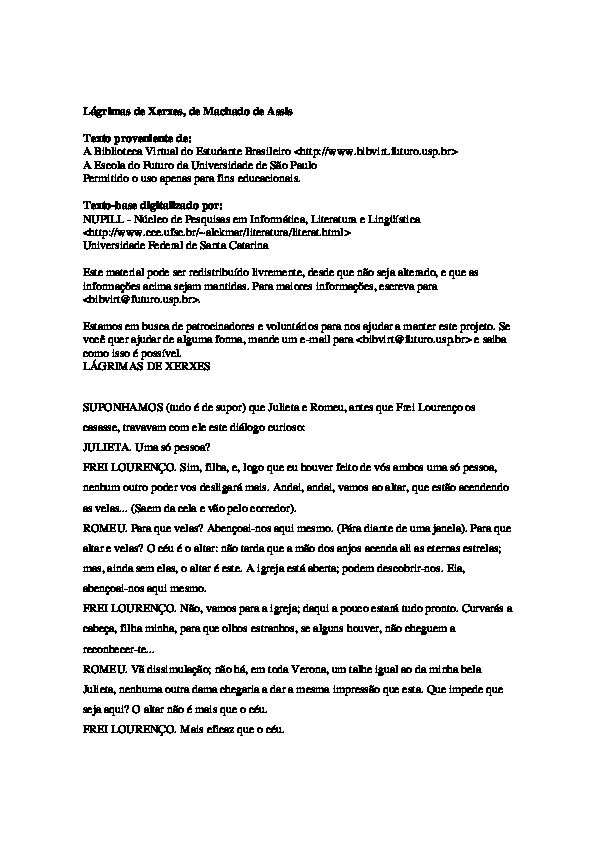 Lágrimas de Xerxes, de Machado de Assis
Texto proveniente de:
A Biblioteca Virtual do Estudante Brasileiro <http://www.bibvirt.futuro.usp.br>
A Escola do Futuro da Universidade de São Paulo
Permitido o uso apenas para fins educacionais.
Texto-base digitalizado por:
NUPILL - Núcleo de Pesquisas em Informática, Literatura e Lingüística
<http://www.cce.ufsc.br/~alckmar/literatura/literat.html>
Universidade Federal de Santa Catarina
Este material pode ser redistribuído livremente, desde que não seja alterado, e que as
informações acima sejam mantidas. Para maiores informações, escreva para
<bibvirt@futuro.usp.br>.
Estamos em busca de patrocinadores e voluntários para nos ajudar a manter este projeto. Se
você quer ajudar de alguma forma, mande um e-mail para <bibvirt@futuro.usp.br> e saiba
como isso é possível.
LÁGRIMAS DE XERXES
SUPONHAMOS (tudo é de supor) que Julieta e Romeu, antes que Frei Lourenço os
casasse, travavam com ele este diálogo curioso:
JULIETA. Uma só pessoa?
FREI LOURENÇO. Sim, filha, e, logo que eu houver feito de vós ambos uma só pessoa,
nenhum outro poder vos desligará mais. Andai, andai, vamos ao altar, que estão acendendo
as velas... (Saem da cela e vão pelo corredor).
ROMEU. Para que velas? Abençoai-nos aqui mesmo. (Pára diante de uma janela). Para que
altar e velas? O céu é o altar: não tarda que a mão dos anjos acenda ali as eternas estrelas;
mas, ainda sem elas, o altar é este. A igreja está aberta; podem descobrir-nos. Eia,
abençoai-nos aqui mesmo.
FREI LOURENÇO. Não, vamos para a igreja; daqui a pouco estará tudo pronto. Curvarás a
cabeça, filha minha, para que olhos estranhos, se alguns houver, não cheguem a
reconhecer-te...
ROMEU. Vã dissimulação; não há, em toda Verona, um talhe igual ao da minha bela
Julieta, nenhuma outra dama chegaria a dar a mesma impressão que esta. Que impede que
seja aqui? O altar não é mais que o céu.
FREI LOURENÇO. Mais eficaz que o céu.